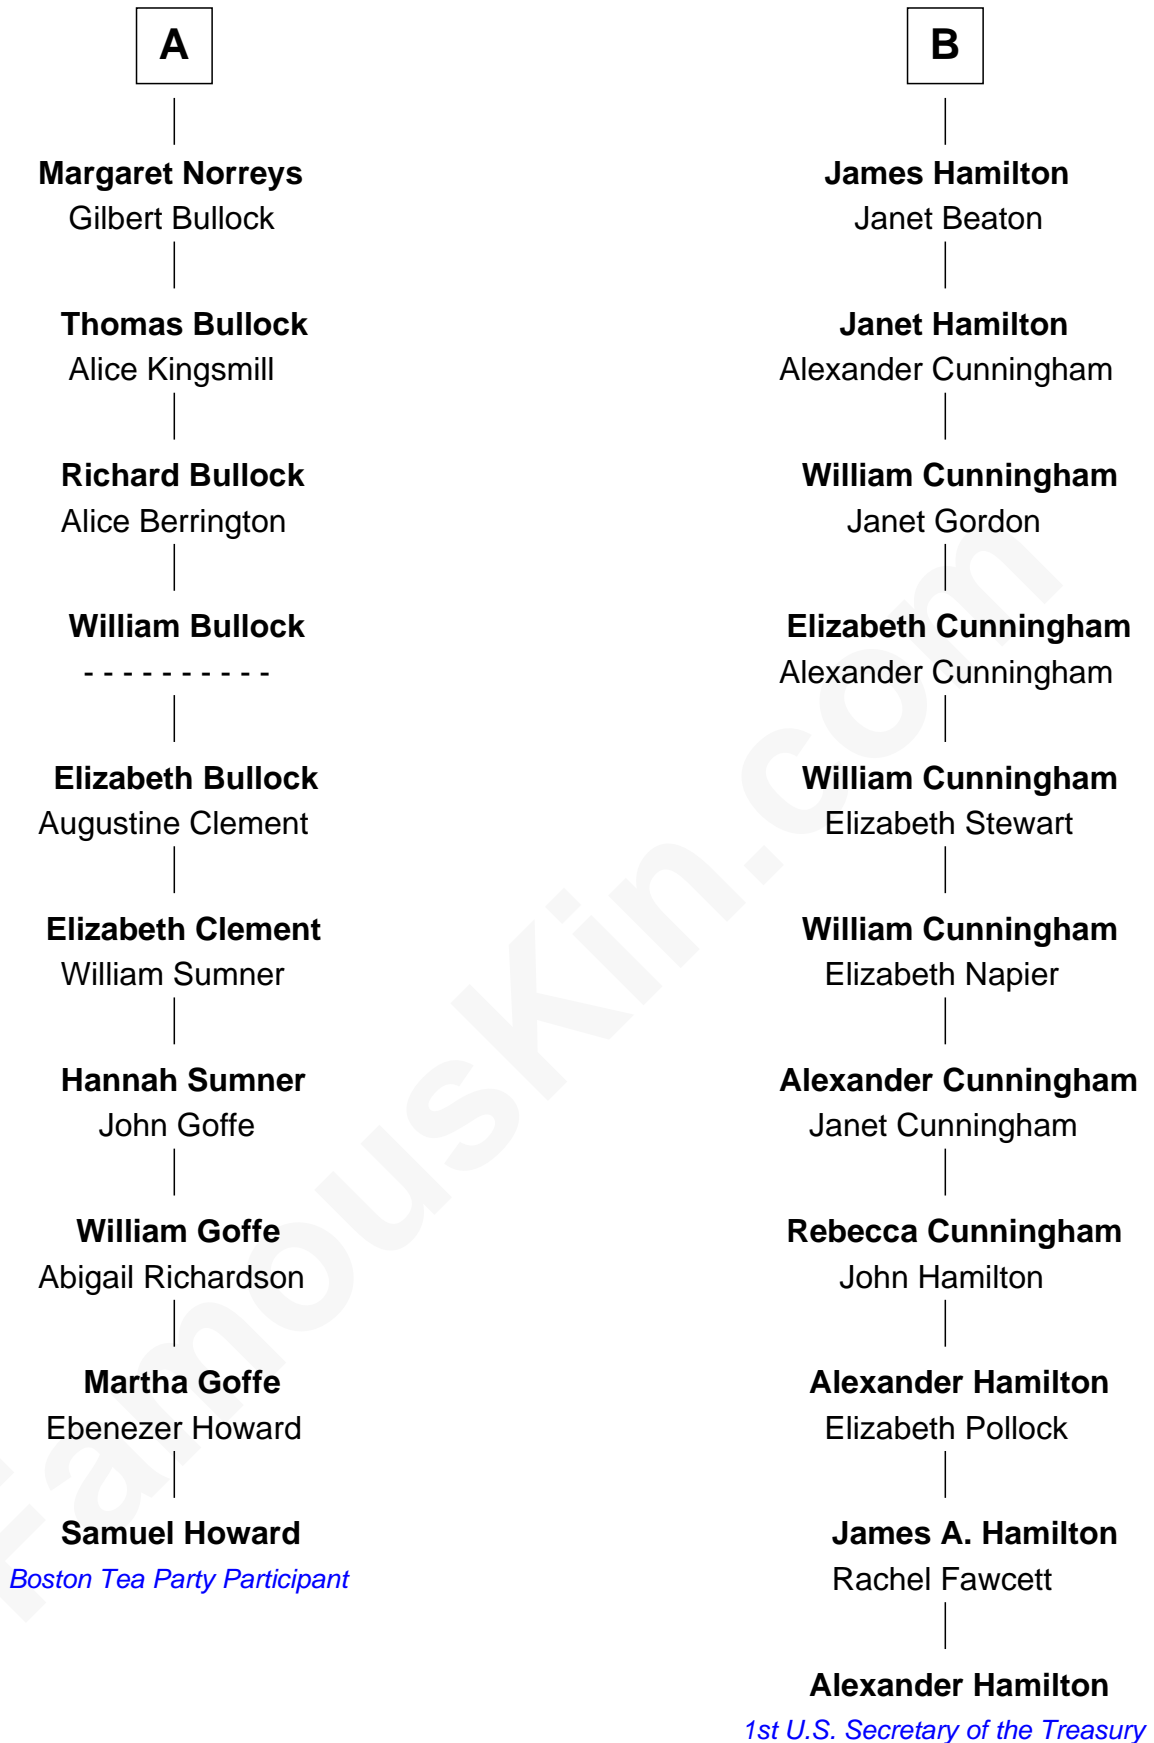 A
Margaret Norreys
Gilbert Bullock
Thomas Bullock
Alice Kingsmill
Richard Bullock
Alice Berrington
William Bullock
- - - - - - - - - -
Elizabeth Bullock
Augustine Clement
Elizabeth Clement
William Sumner
Hannah Sumner
John Goffe
William Goffe
Abigail Richardson
Martha Goffe
Ebenezer Howard
Samuel Howard
Boston Tea Party Participant
B
James Hamilton
Janet Beaton
Janet Hamilton
Alexander Cunningham
William Cunningham
Janet Gordon
Elizabeth Cunningham
Alexander Cunningham
William Cunningham
Elizabeth Stewart
William Cunningham
Elizabeth Napier
Alexander Cunningham
Janet Cunningham
Rebecca Cunningham
John Hamilton
Alexander Hamilton
Elizabeth Pollock
James A. Hamilton
Rachel Fawcett
Alexander Hamilton
1st U.S. Secretary of the Treasury
FamousKin.com